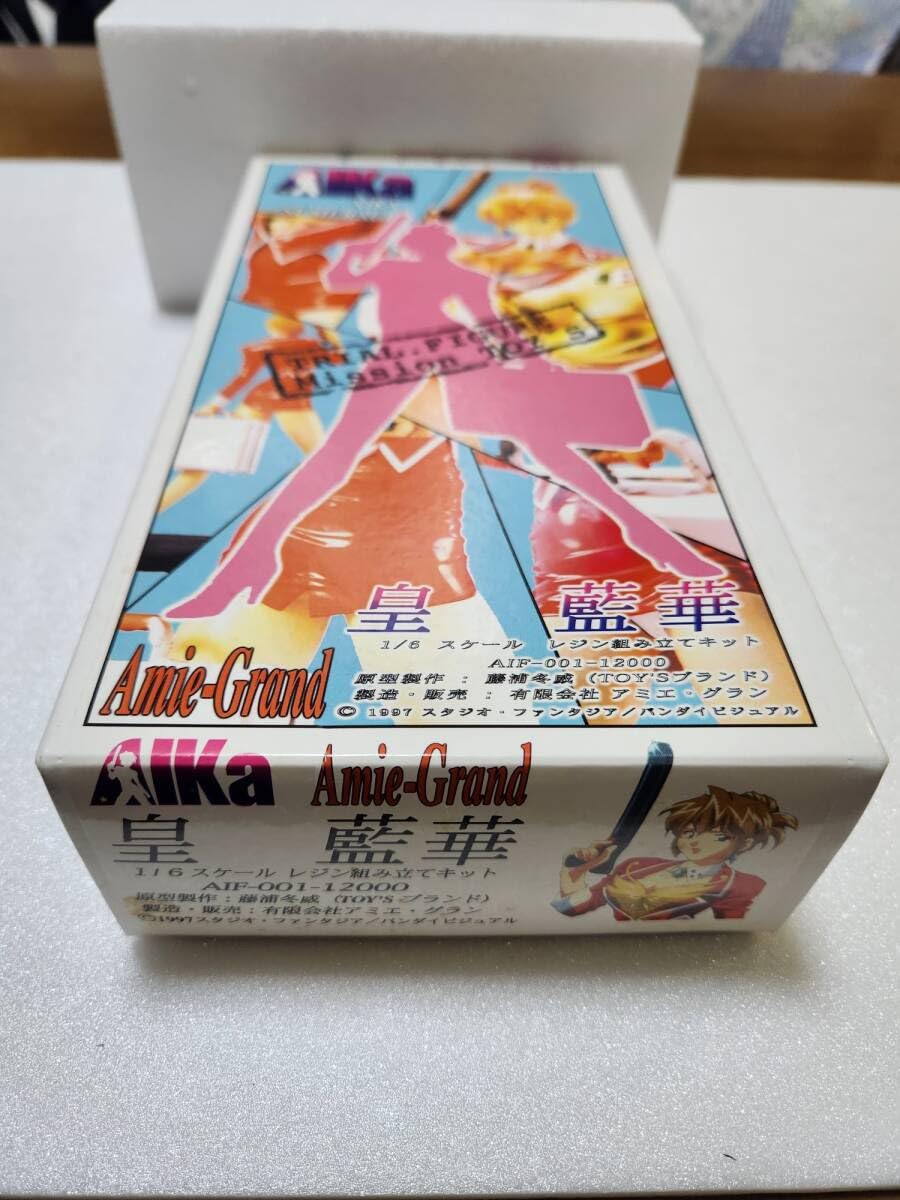 AIKa
TRIAL FIGURE
Mission TOY'S
皇 藍華
1/6 スケール レジン組み立てキット
AIF-001-12000
原型製作 : 藤浦冬威 (TOY'Sブランド)
製造・販売 : 有限会社 アミエ・グラン
© 1997 スタジオ・ファンタジア/バンダイビジュアル
Amie-Grand
AIKa Amie-Grand
皇 藍華
1/6 スケール レジン組み立てキット
AIF-001-12000
原型製作:藤浦冬威 (TOY'Sブランド)
製造・販売:有限会社アミエ・グラン
©1997スタジオ・ファンタジア/バンダイビジュアル